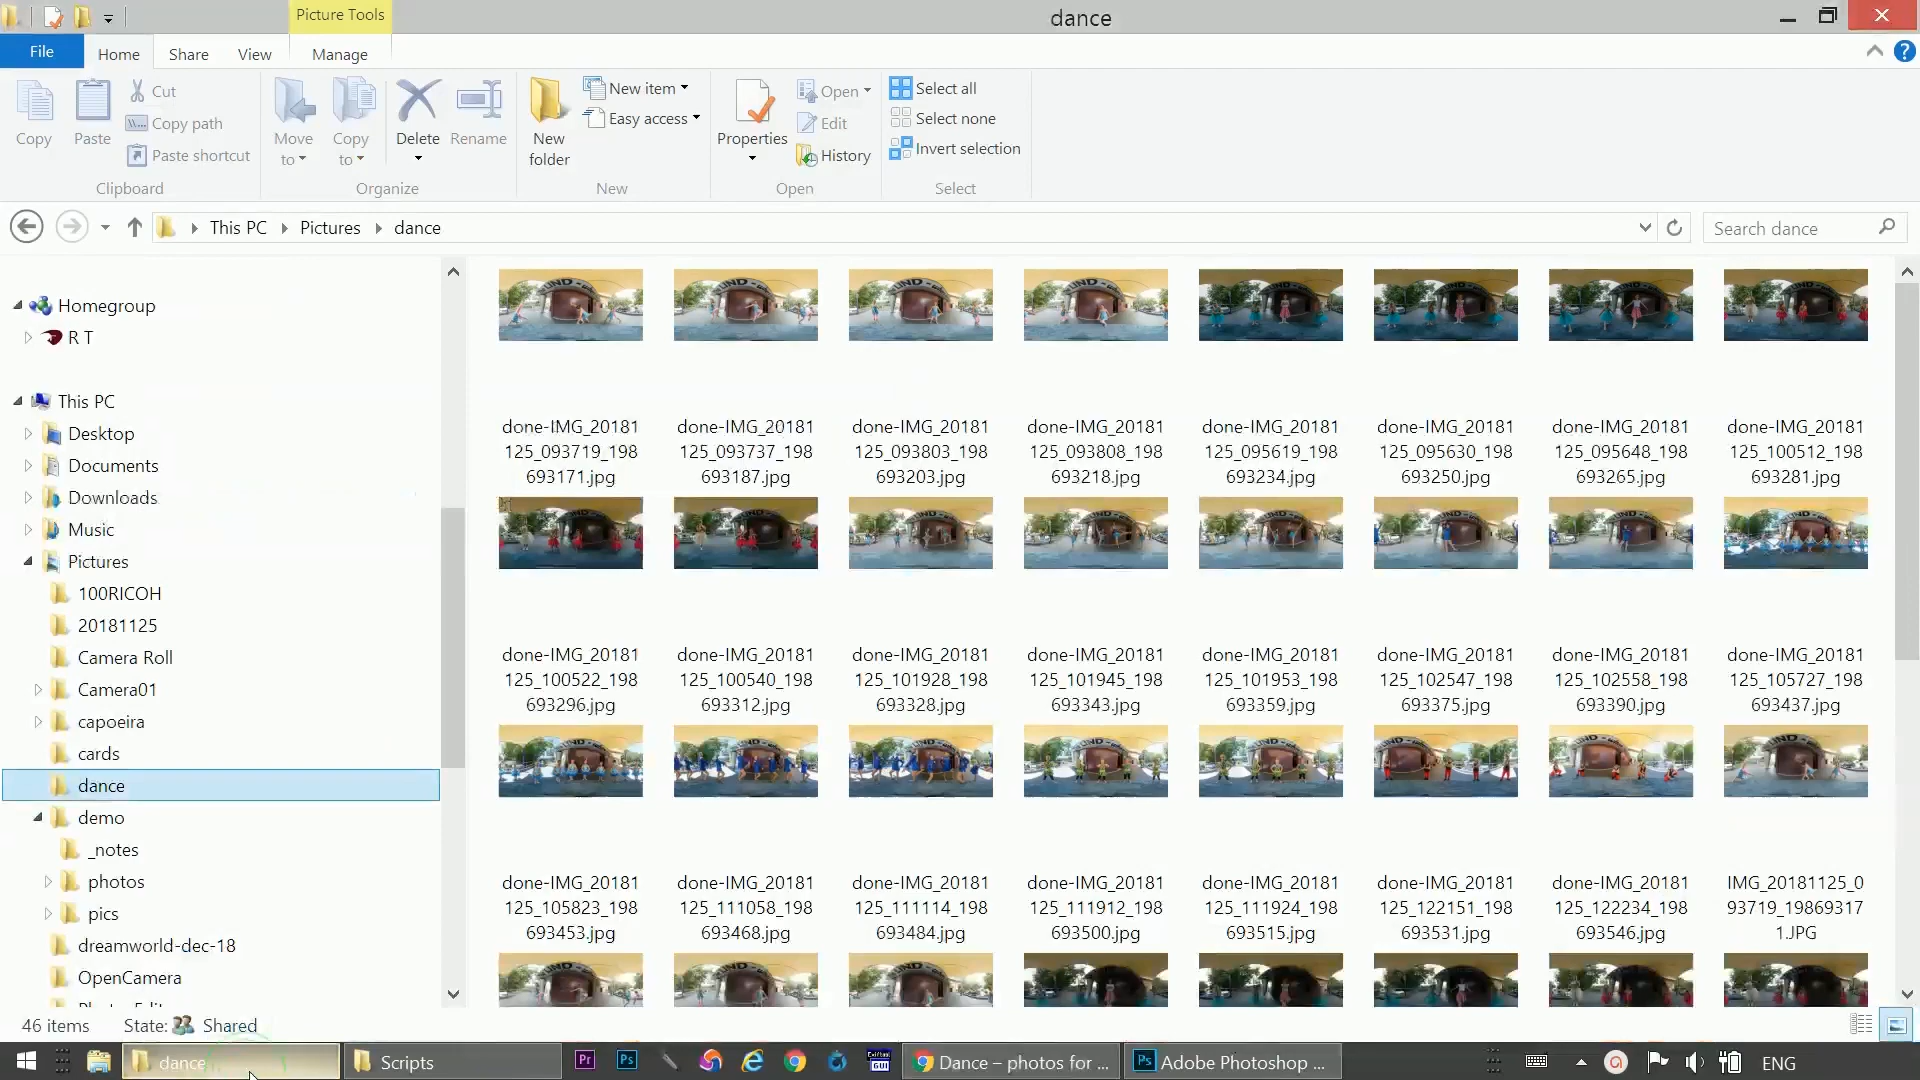 Picture Tools
dance
File
Home
Share
View
Manage
Copy
Paste
Cut
Copy path
Paste shortcut
Clipboard
Move to
Copy to
Delete
Rename
Organize
New folder
New item
Easy access
New
Properties
Open
Edit
History
Open
Select all
Select none
Invert selection
Select
This PC
Pictures
dance
Search dance
Homegroup
R T
This PC
Desktop
Documents
Downloads
Music
Pictures
100RICOH
20181125
Camera Roll
Camera01
capoeira
cards
dance
demo
_notes
photos
pics
dreamworld-dec-18
OpenCamera
done-IMG_20181
125_093719_198
693171.jpg
done-IMG_20181
125_093737_198
693187.jpg
done-IMG_20181
125_093803_198
693203.jpg
done-IMG_20181
125_093808_198
693218.jpg
done-IMG_20181
125_095619_198
693234.jpg
done-IMG_20181
125_095630_198
693250.jpg
done-IMG_20181
125_095648_198
693265.jpg
done-IMG_20181
125_100512_198
693281.jpg
done-IMG_20181
125_100522_198
693296.jpg
done-IMG_20181
125_100540_198
693312.jpg
done-IMG_20181
125_101928_198
693328.jpg
done-IMG_20181
125_101945_198
693343.jpg
done-IMG_20181
125_101953_198
693359.jpg
done-IMG_20181
125_102547_198
693375.jpg
done-IMG_20181
125_102558_198
693390.jpg
done-IMG_20181
125_105727_198
693437.jpg
done-IMG_20181
125_105823_198
693453.jpg
done-IMG_20181
125_111058_198
693468.jpg
done-IMG_20181
125_111114_198
693484.jpg
done-IMG_20181
125_111912_198
693500.jpg
done-IMG_20181
125_111924_198
693515.jpg
done-IMG_20181
125_122151_198
693531.jpg
done-IMG_20181
125_122234_198
693546.jpg
IMG_20181125_0
93719_19869317
1.JPG
46 items
State:
Shared
dance
Scripts
Pr
Ps
Dance – photos for ...
Ps
Adobe Photoshop ...
ENG